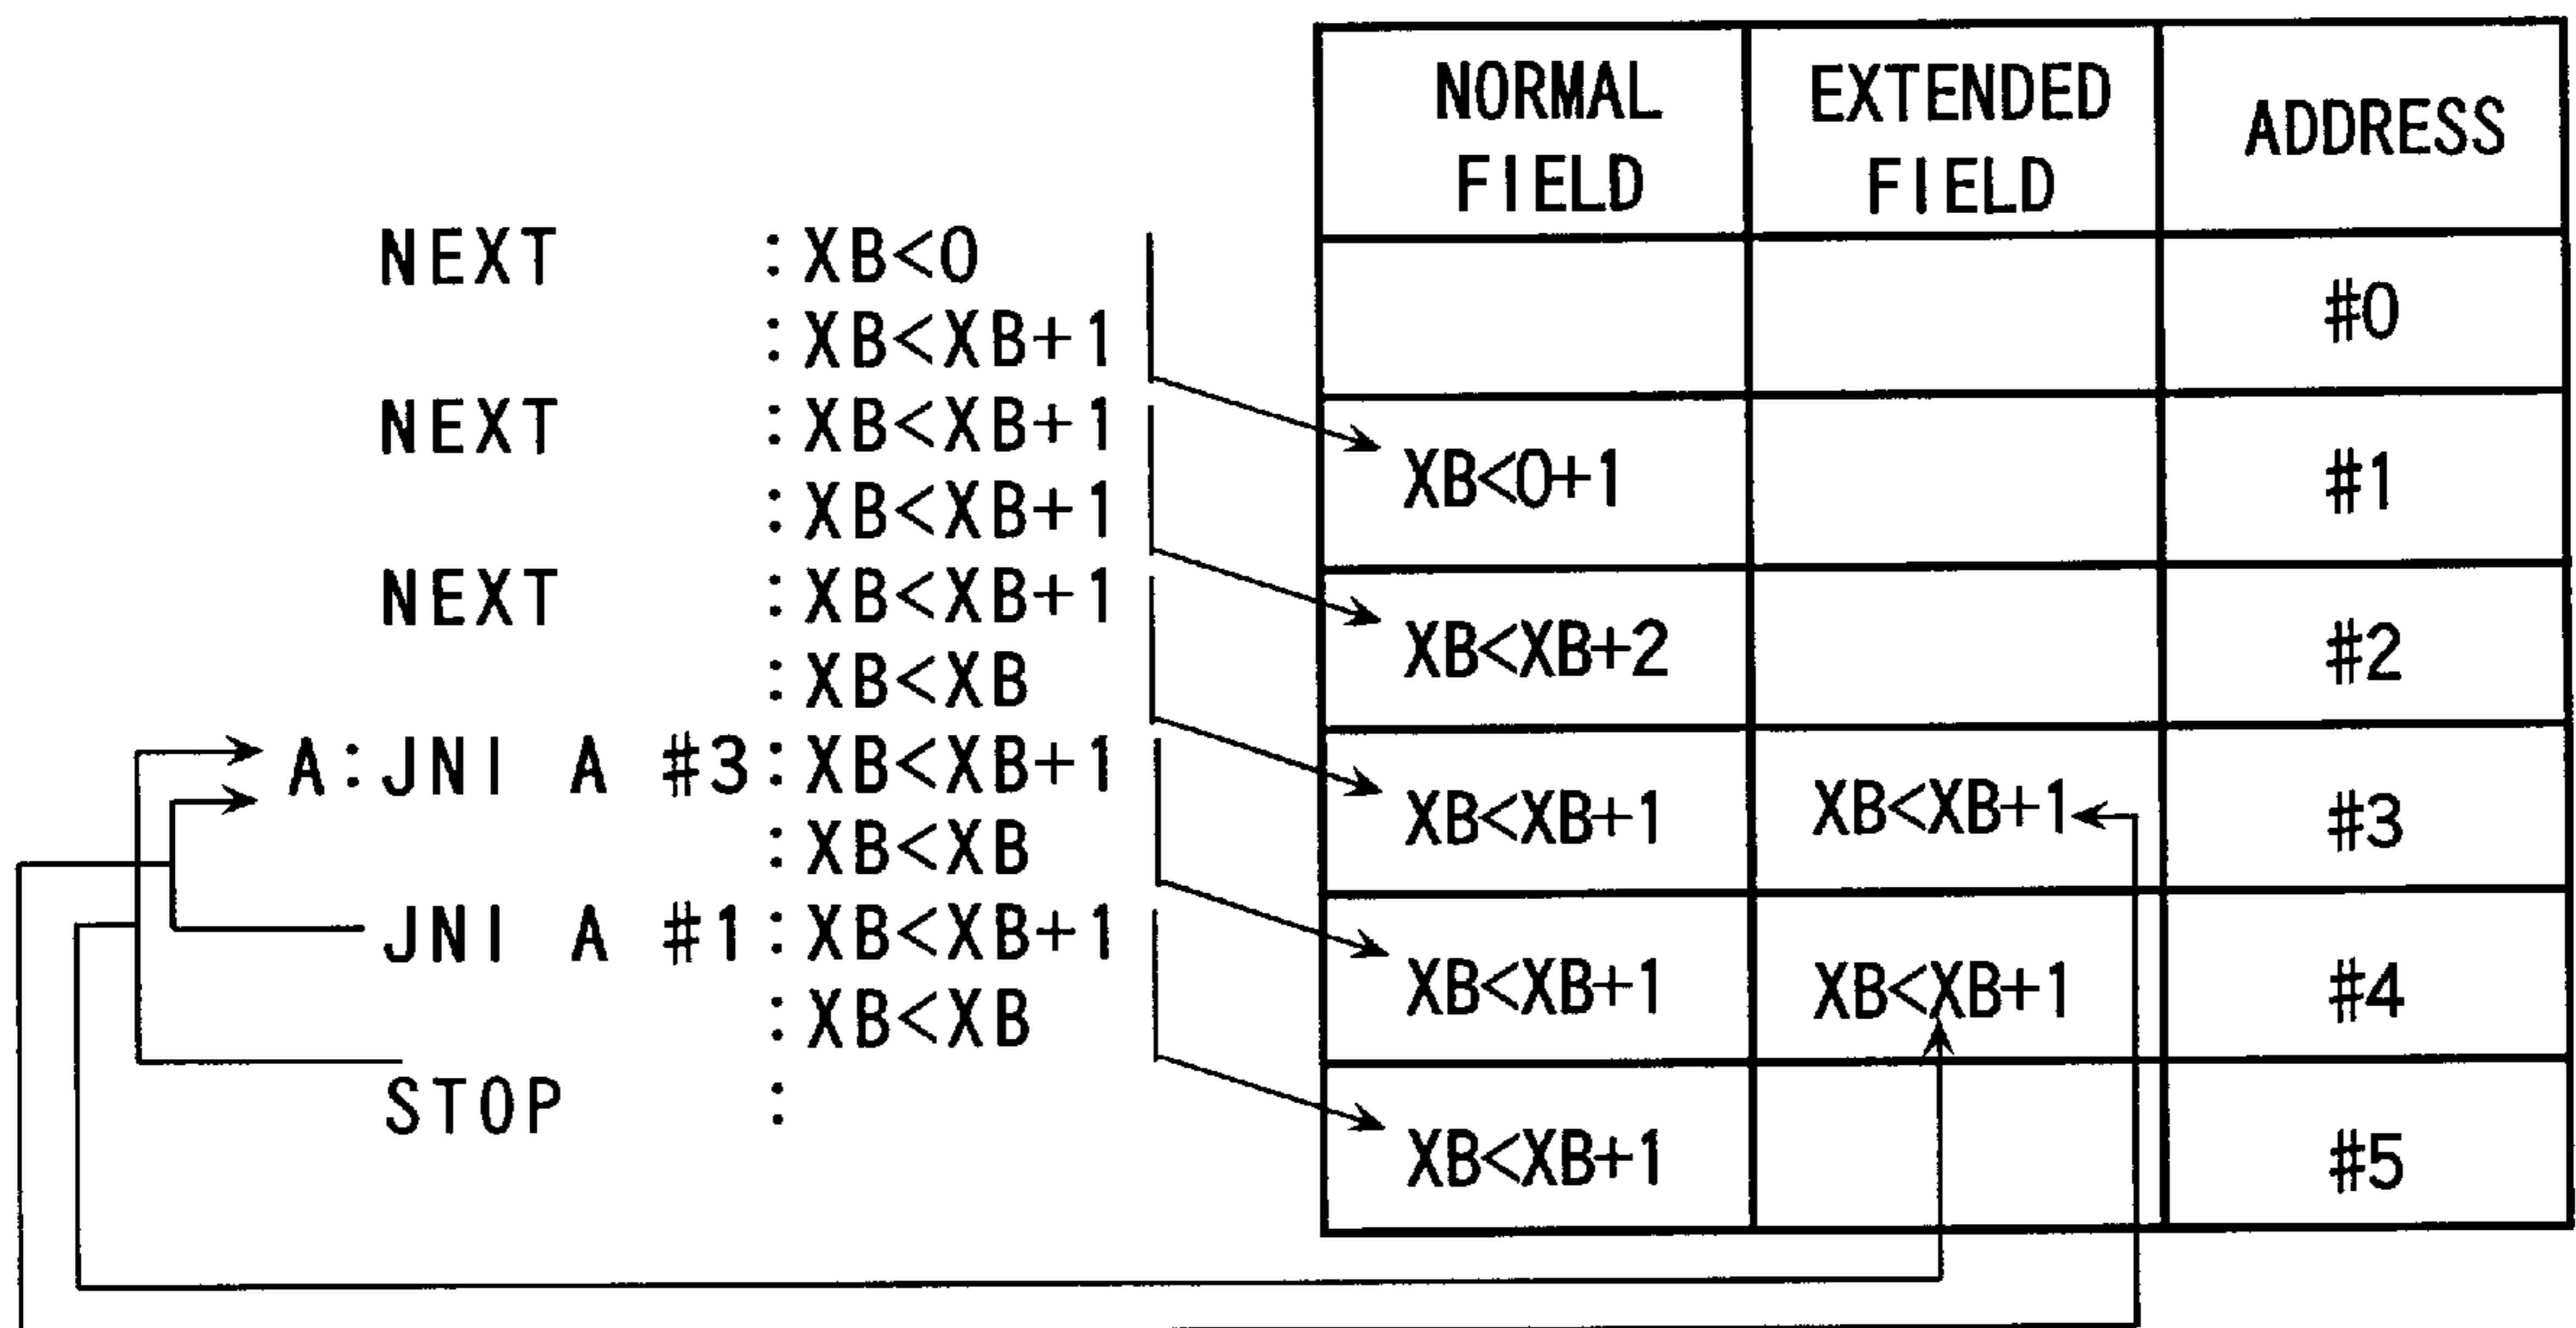 NEXT :XB<0
:XB<XB+1
NEXT :XB<XB+1
:XB<XB+1
NEXT :XB<XB+1
:XB<XB
A:JNI A #3:XB<XB+1
:XB<XB
JNI A #1:XB<XB+1
:XB<XB
STOP :
NORMAL FIELD EXTENDED FIELD ADDRESS
#0
XB<0+1 #1
XB<XB+2 #2
XB<XB+1 XB<XB+1 #3
XB<XB+1 XB<XB+1 #4
XB<XB+1 #5